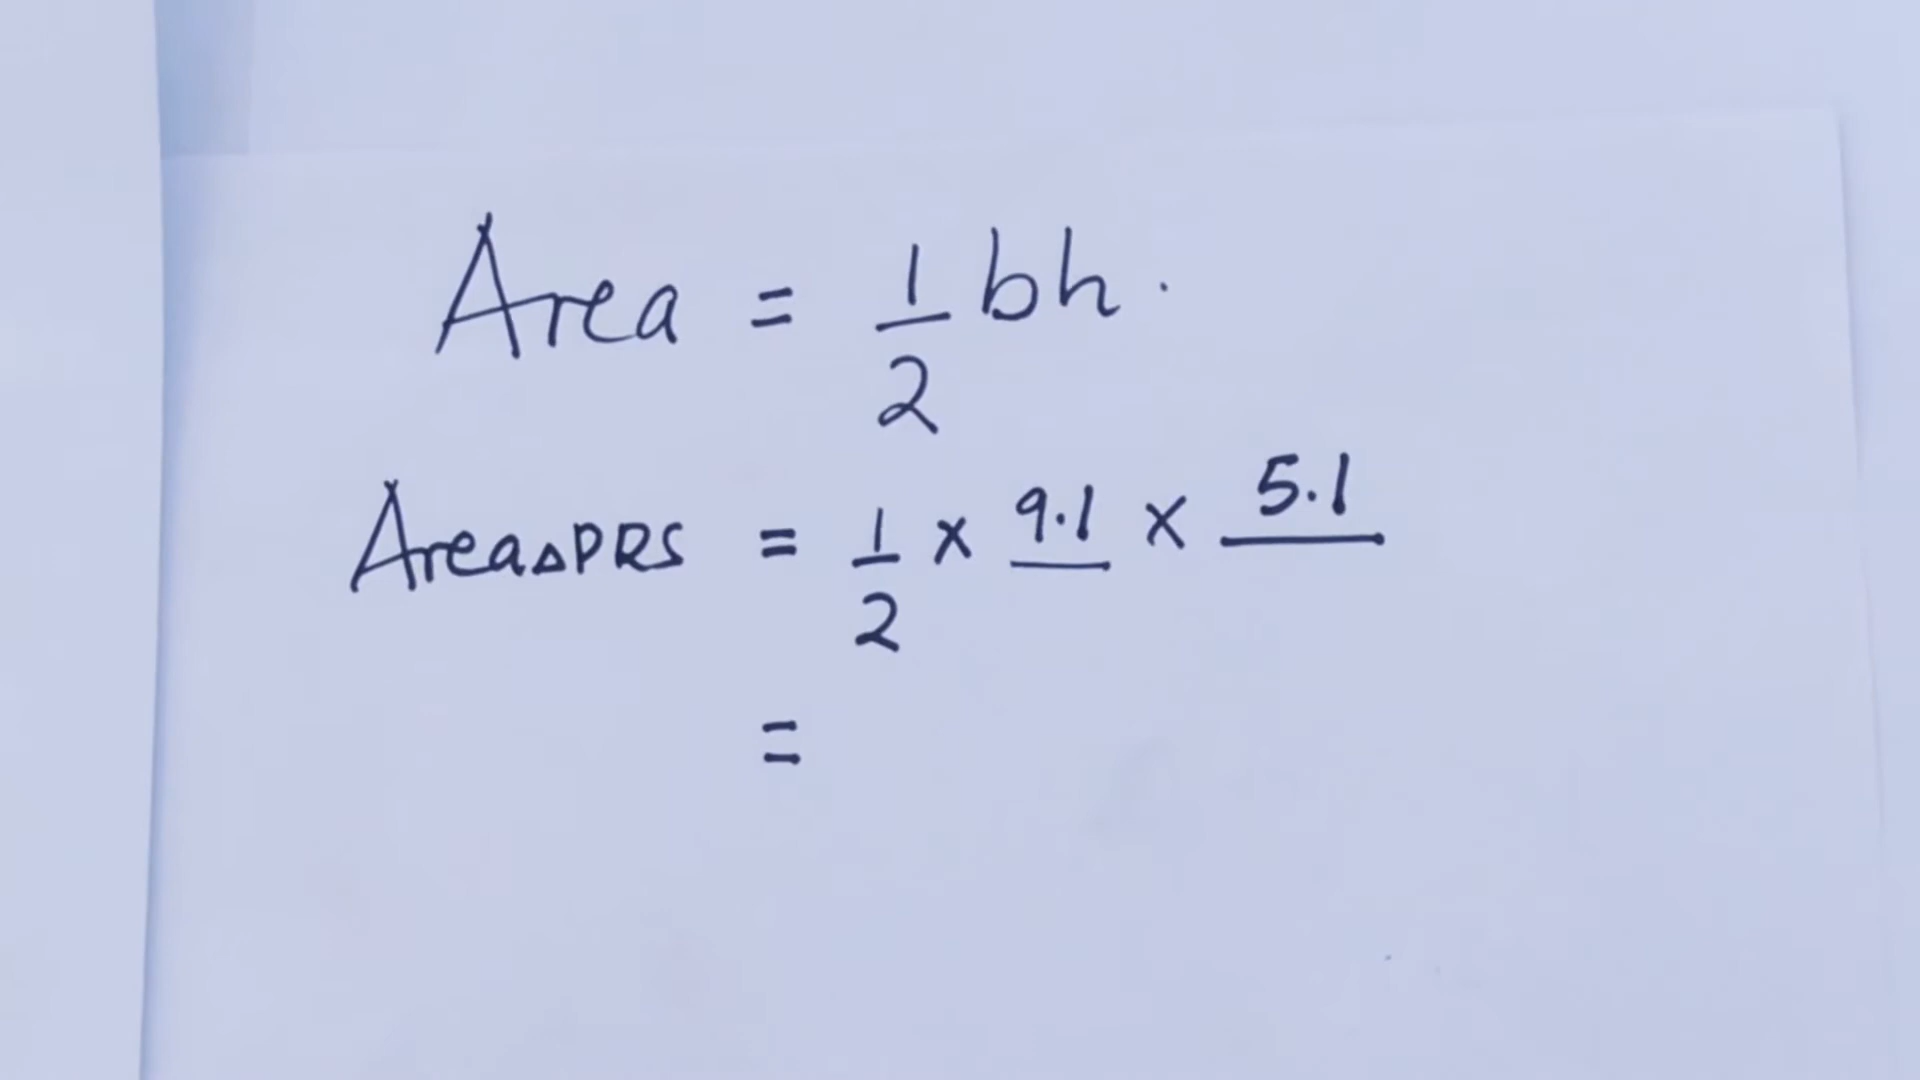 Area = 1/2 bh.
Area△PRS = 1/2 × 9.1 × 5.1
=